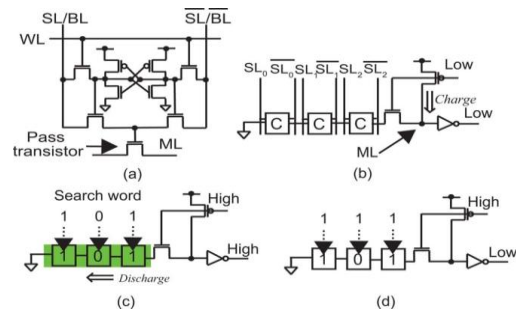 SL/BL SL/BL
WL
Pass
transistor
ML
(a)
SL0 SL0 SL1 SL1 SL2 SL2
Low
Charge
Low
C C C
ML
(b)
Search word
1 0 1
High
High
1 0 1
Discharge
(c)
1 1 1
High
Low
1 0 1
(d)